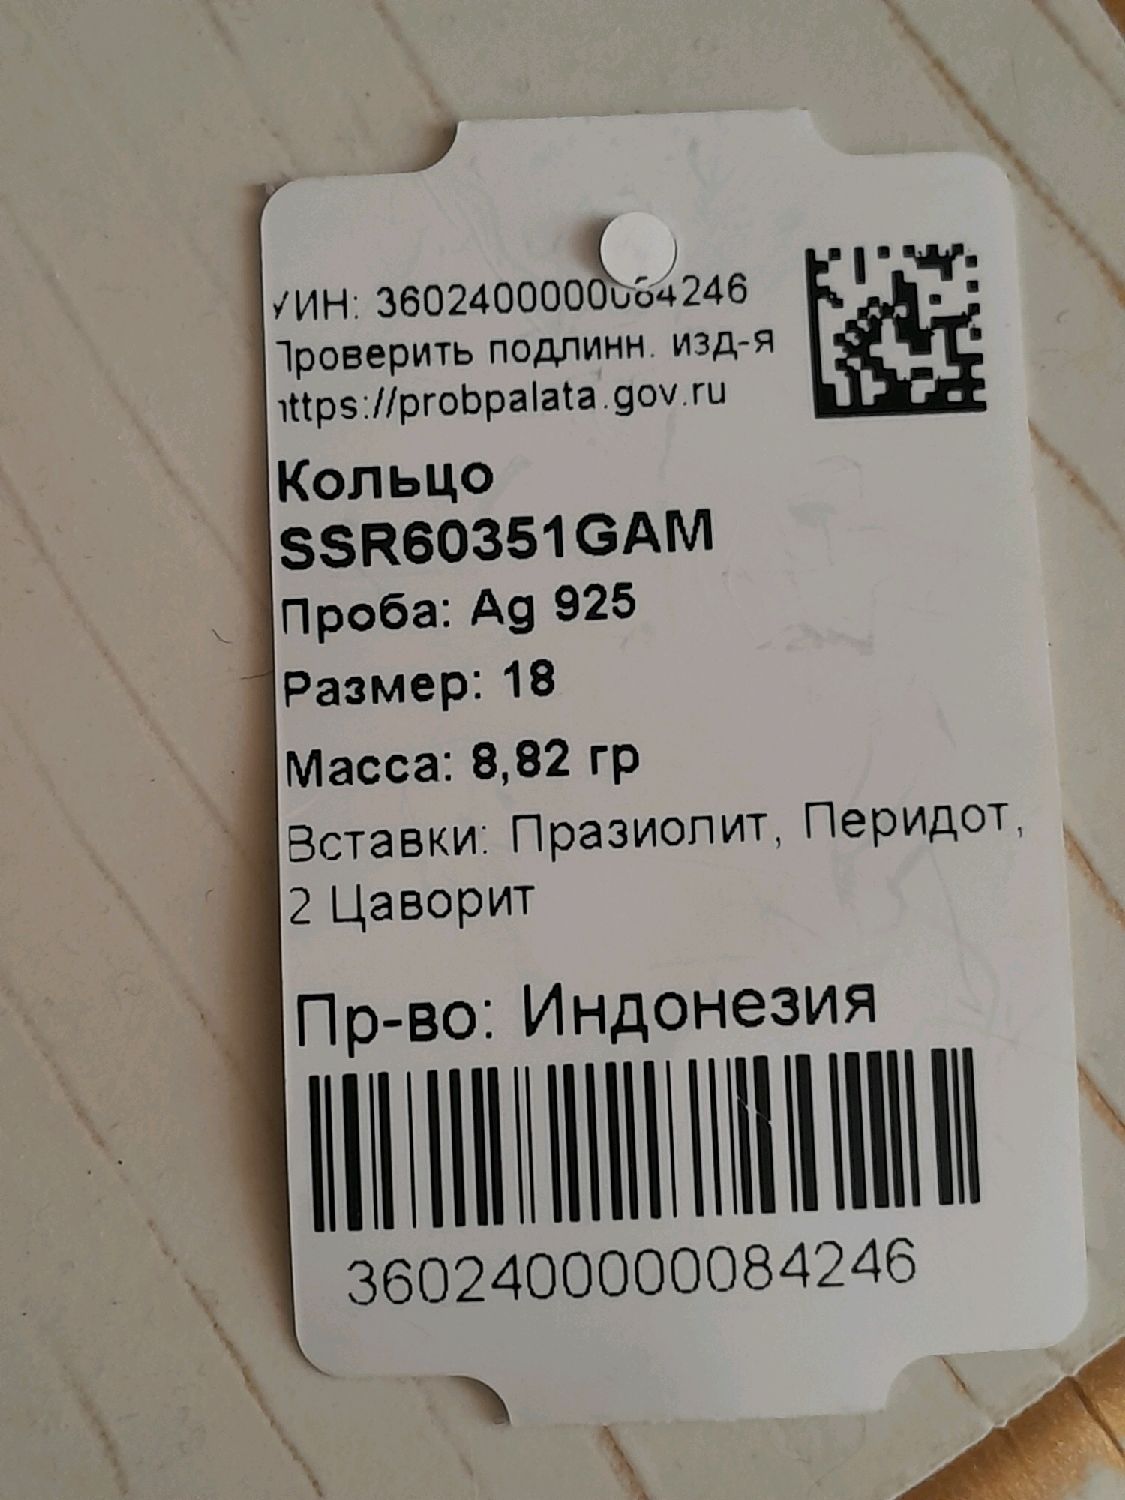 УИН: 3602400000084246
Проверить подлинн. изд-я
https://probpalata.gov.ru
Кольцо
SSR60351GAM
Проба: Ag 925
Размер: 18
Масса: 8,82 гр
Вставки: Празиолит, Перидот,
2 Цаворит
Пр-во: Индонезия
3602400000084246